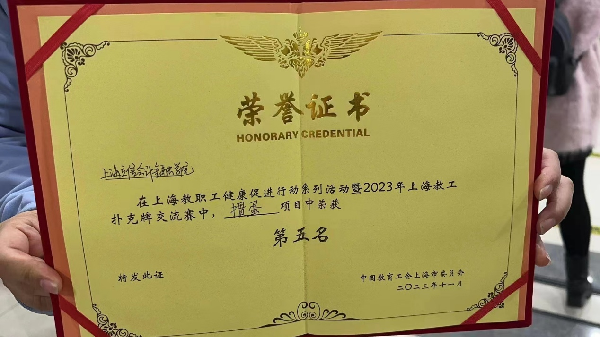 荣誉证书
HONORARY CREDENTIAL
上海立信会计金融学院
在上海教职工健康促进行动系列活动暨2023年上海教工
扑克牌交流赛中，掼蛋项目中荣获
第五名
特发此证
中国教育工会上海市委员会
二〇二三年十一月